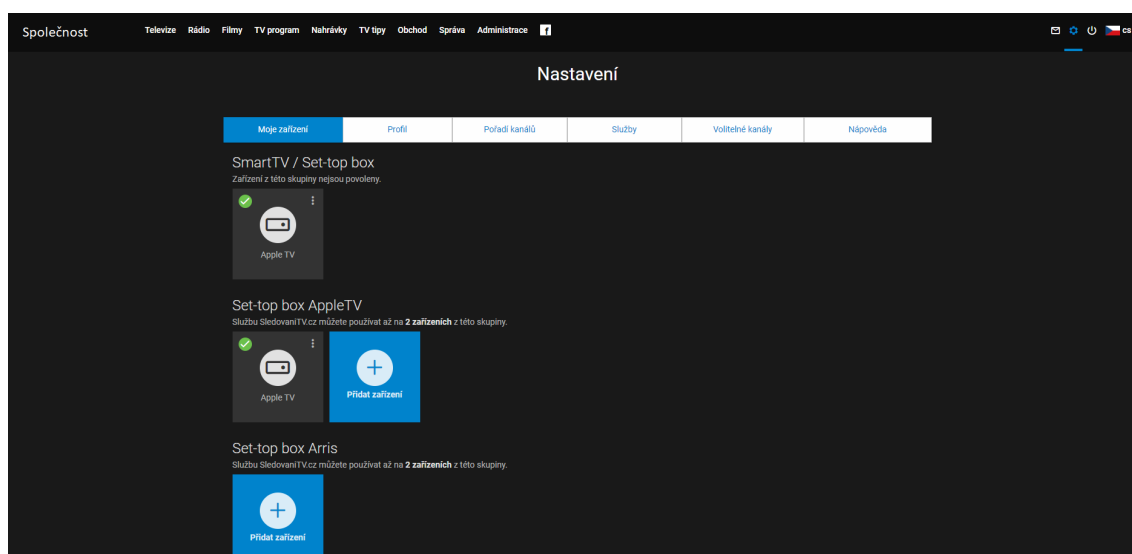 Společnost Televize Rádio Filmy TV program Nahrávky TV tipy Obchod Správa Administrace f cs
Nastavení
Moje zařízení Profil Pořadí kanálů Služby Volitelné kanály Nápověda
SmartTV / Set-top box
Zařízení z této skupiny nejsou povoleny.
Apple TV
Set-top box AppleTV
Službu SledovaniTV.cz můžete používat až na 2 zařízeních z této skupiny.
Apple TV Přidat zařízení
Set-top box Arris
Službu SledovaniTV.cz můžete používat až na 2 zařízeních z této skupiny.
Přidat zařízení